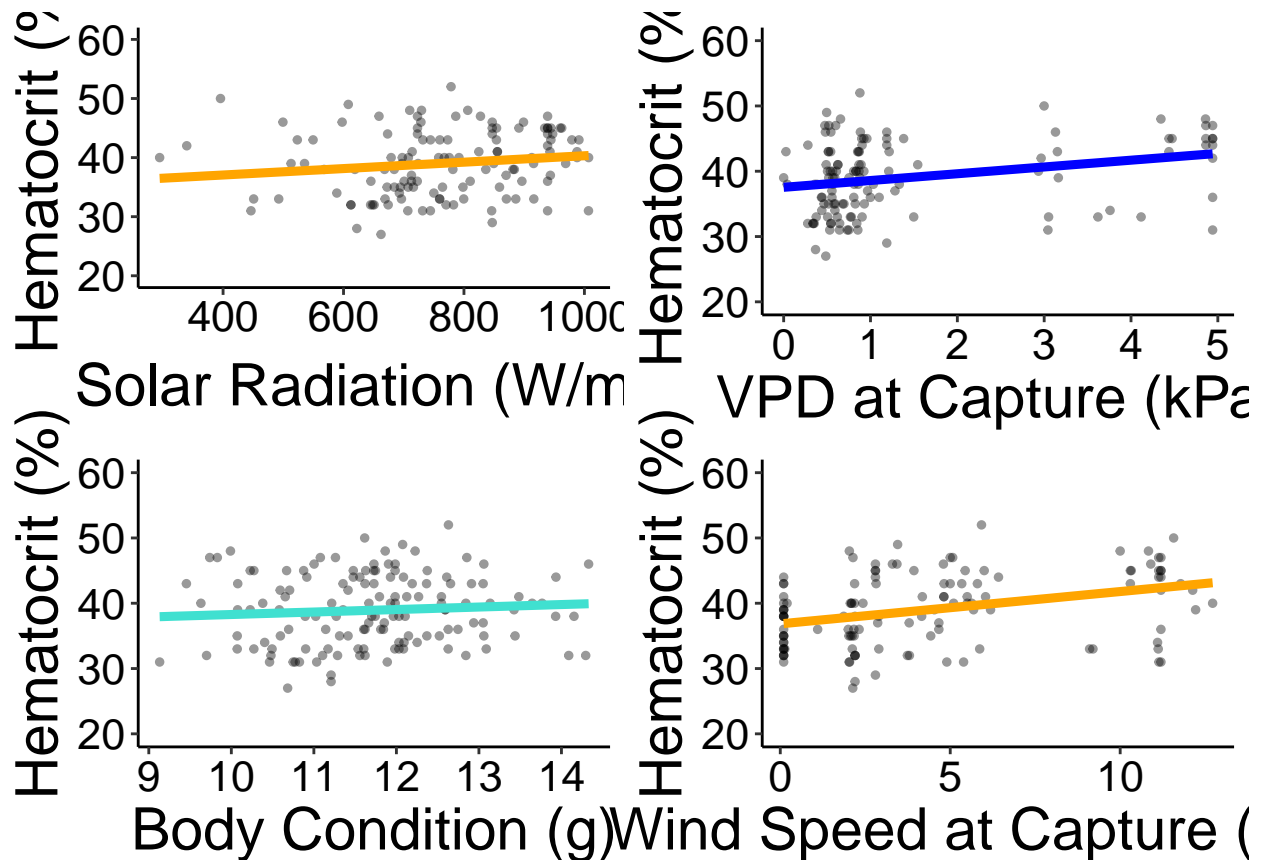 Hematocrit (%
60
50
40
30
20
400 600 800 1000
Solar Radiation (W/m
Hematocrit (%
60
50
40
30
20
0 1 2 3 4 5
VPD at Capture (kPa
Hematocrit (%)
60
50
40
30
20
9 10 11 12 13 14
Body Condition (g)
Hematocrit (%)
60
50
40
30
20
0 5 10
Wind Speed at Capture (